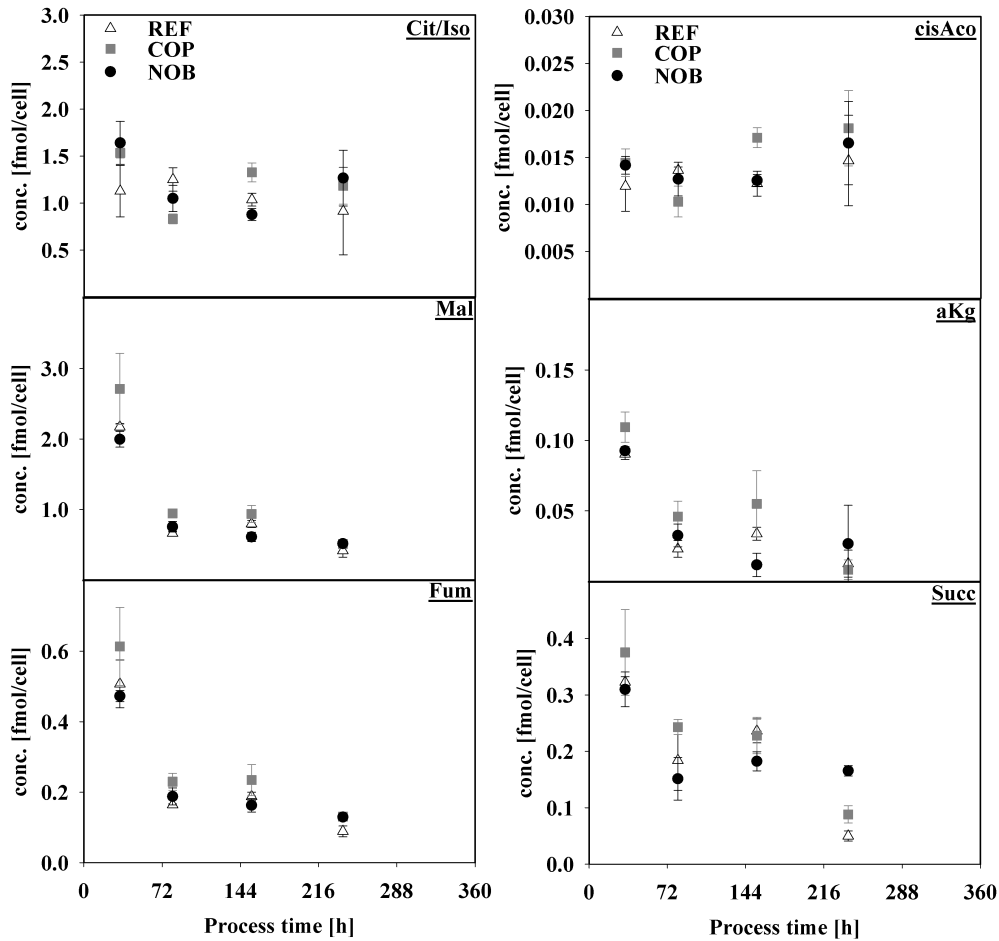 3.0
2.5
2.0
1.5
1.0
0.5
conc. [fmol/cell]
REF
COP
NOB
Cit/Iso
0.030
0.025
0.020
0.015
0.010
0.005
conc. [fmol/cell]
REF
COP
NOB
cisAco
3.0
2.0
1.0
conc. [fmol/cell]
Mal
0.15
0.10
0.05
conc. [fmol/cell]
aKg
0.6
0.4
0.2
0.0
conc. [fmol/cell]
Fum
0 72 144 216 288 360
Process time [h]
0.4
0.3
0.2
0.1
0.0
conc. [fmol/cell]
Succ
0 72 144 216 288 360
Process time [h]